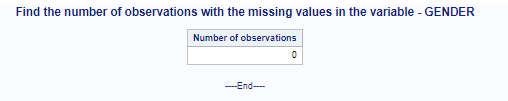 Find the number of observations with the missing values in the variable - GENDER
Number of observations
0
----End----